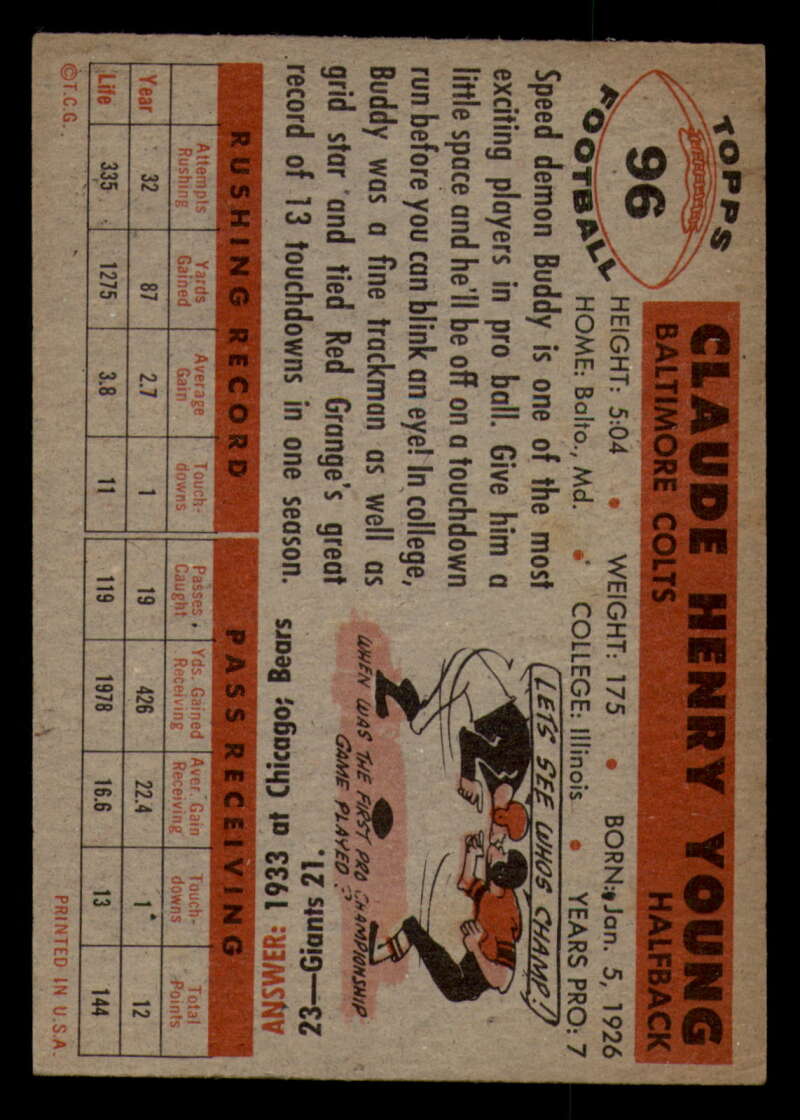 TOPPS
96
FOOTBALL
CLAUDE HENRY YOUNG
BALTIMORE COLTS HALFBACK
HEIGHT: 5:04 • WEIGHT: 175 • BORN: Jan. 5, 1926
HOME: Balto., Md. • COLLEGE: Illinois • YEARS PRO: 7
Speed demon Buddy is one of the most
exciting players in pro ball. Give him a
little space and he'll be off on a touchdown
run before you can blink an eye! In college,
Buddy was a fine trackman as well as
grid star and tied Red Grange's great
record of 13 touchdowns in one season.
LET'S SEE WHOS CHAMP!
WHEN WAS THE FIRST PRO CHAMPIONSHIP
GAME PLAYED?
ANSWER: 1933 at Chicago; Bears
23—Giants 21.
RUSHING RECORD PASS RECEIVING
Attempts Rushing Yards Gained Average Gain Touch-downs Passes Caught Yds. Gained Receiving Aver. Gain Receiving Touch-downs Total Points
Year 32 87 2.7 1 19 426 22.4 1* 12
Life 335 1275 3.8 11 119 1978 16.6 13 144
©T.C.G. PRINTED IN U.S.A.